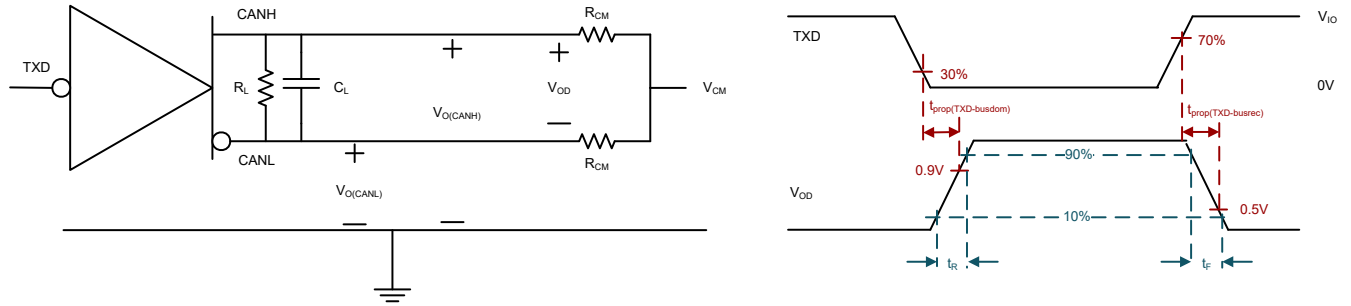 CANH
R_CM
TXD
R_L
C_L
+
+
V_OD
V_CM
V_O(CANH)
–
CANL
+
R_CM
V_O(CANL)
–
–
TXD
V_IO
70%
30%
0V
t_prop(TXD-busdom)
t_prop(TXD-busrec)
90%
0.9V
V_OD
0.5V
10%
t_R
t_F